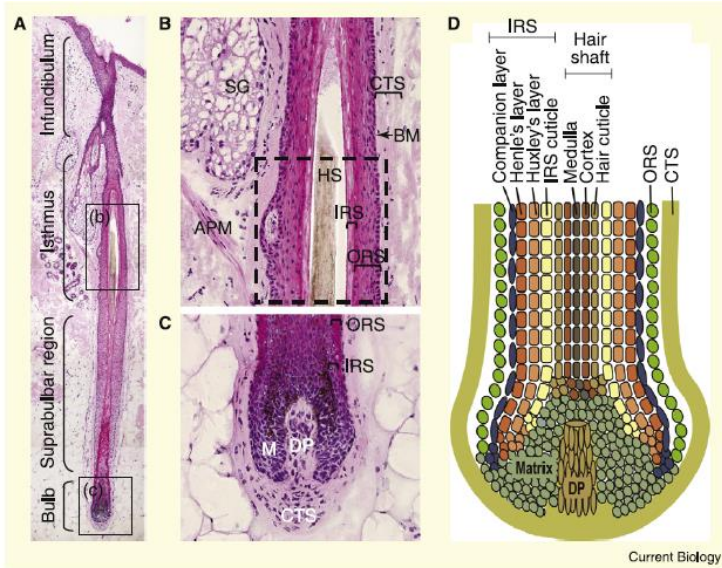 A
Infundibulum
Isthmus
(b)
Suprabulbar region
Bulb
(c)
B
SG
CTS
BM
HS
APM
IRS
ORS
C
ORS
IRS
M
DP
CTS
D
IRS
Hair
shaft
Companion layer
Henle's layer
Huxley's layer
IRS cuticle
Medulla
Cortex
Hair cuticle
ORS
CTS
Matrix
DP
Current Biology